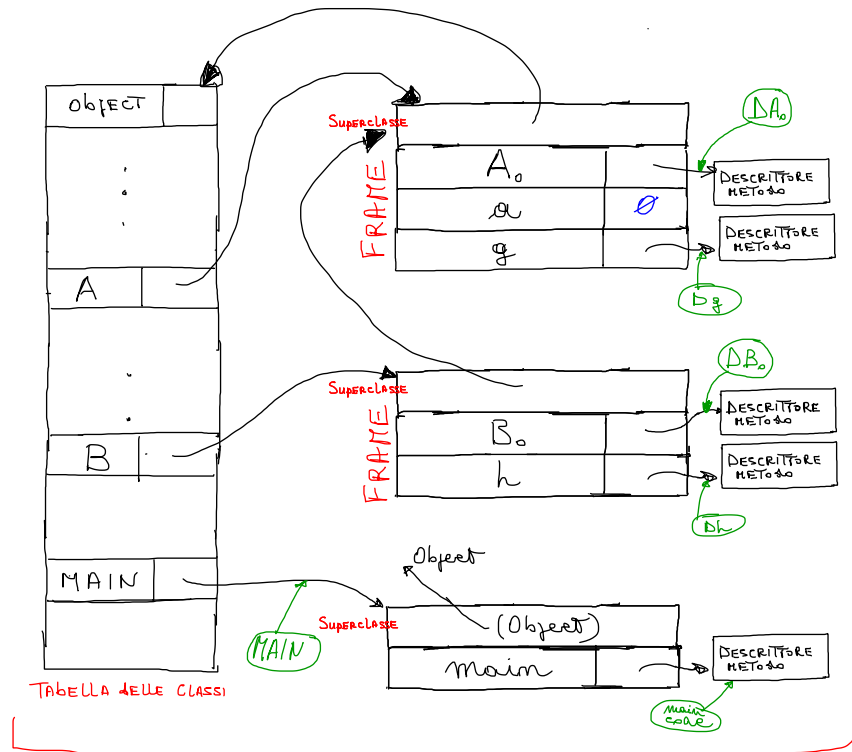 OBJECT
SUPERCLASSE
A₀
a
0
g
FRAME
DA₀
DESCRITTORE
METODO
DESCRITTORE
METODO
Dg
A
SUPERCLASSE
B₀
h
FRAME
DB₀
DESCRITTORE
METODO
DESCRITTORE
METODO
Dh
B
Object
MAIN
MAIN
SUPERCLASSE
(Object)
main
DESCRITTORE
METODO
main
code
TABELLA DELLE CLASSI